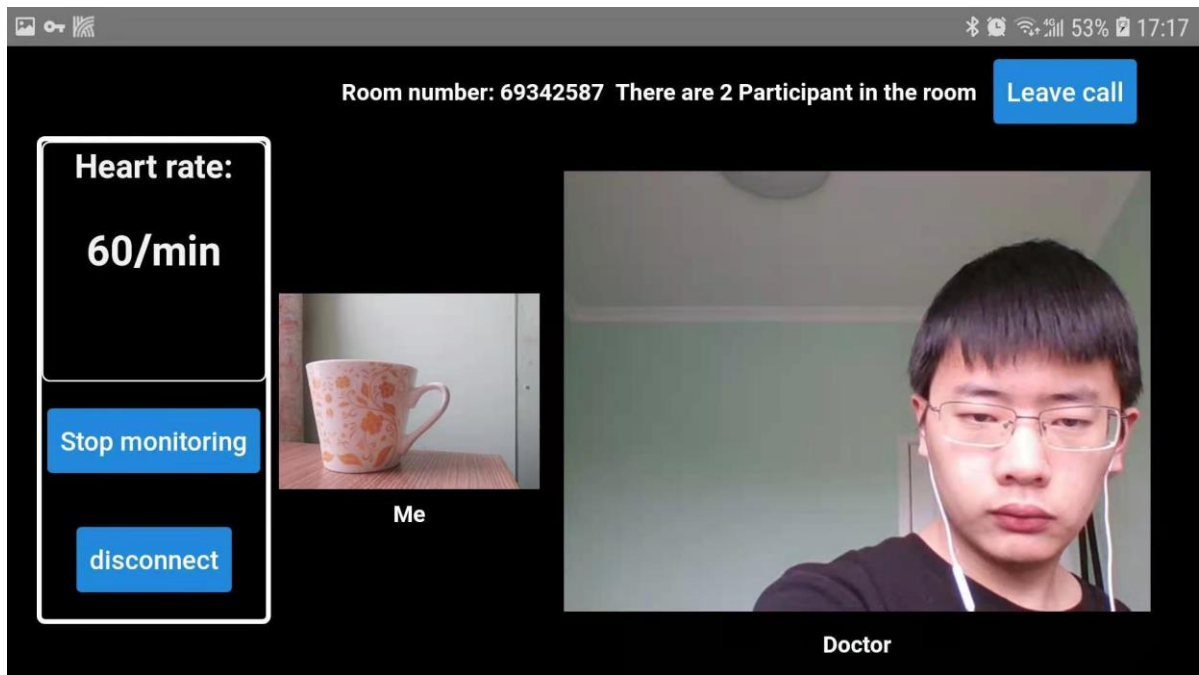 53% 17:17
Room number: 69342587 There are 2 Participant in the room
Leave call
Heart rate:
60/min
Stop monitoring
disconnect
Me
Doctor